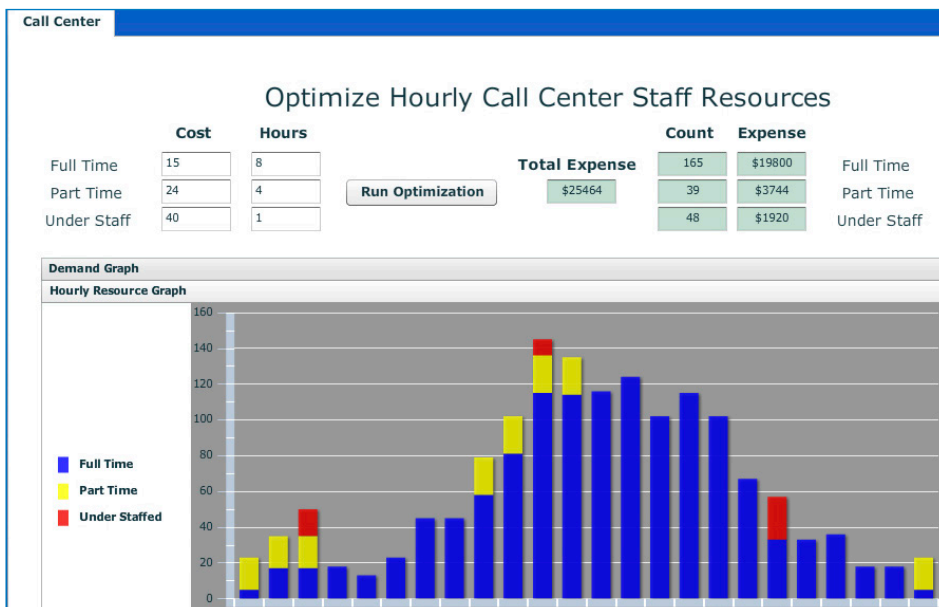 Call Center
Optimize Hourly Call Center Staff Resources
Cost Hours Count Expense
Full Time 15 8 Total Expense 165 $19800 Full Time
Part Time 24 4 Run Optimization $25464 39 $3744 Part Time
Under Staff 40 1 48 $1920 Under Staff
Demand Graph
Hourly Resource Graph
160
140
120
100
80
60
40
20
0
Full Time
Part Time
Under Staffed